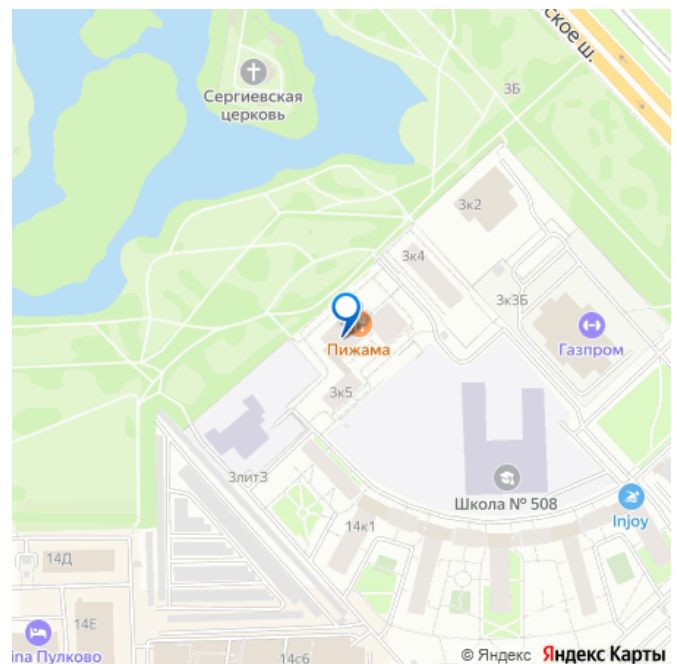 ское ш.
3Б
Сергиевская
церковь
3к2
3к4
3к3Б
Газпром
Пижама
3к5
3лит3
Школа № 508
Injoy
14к1
14Д
14Е
ina Пулково
14с6
© Яндекс Яндекс Карты